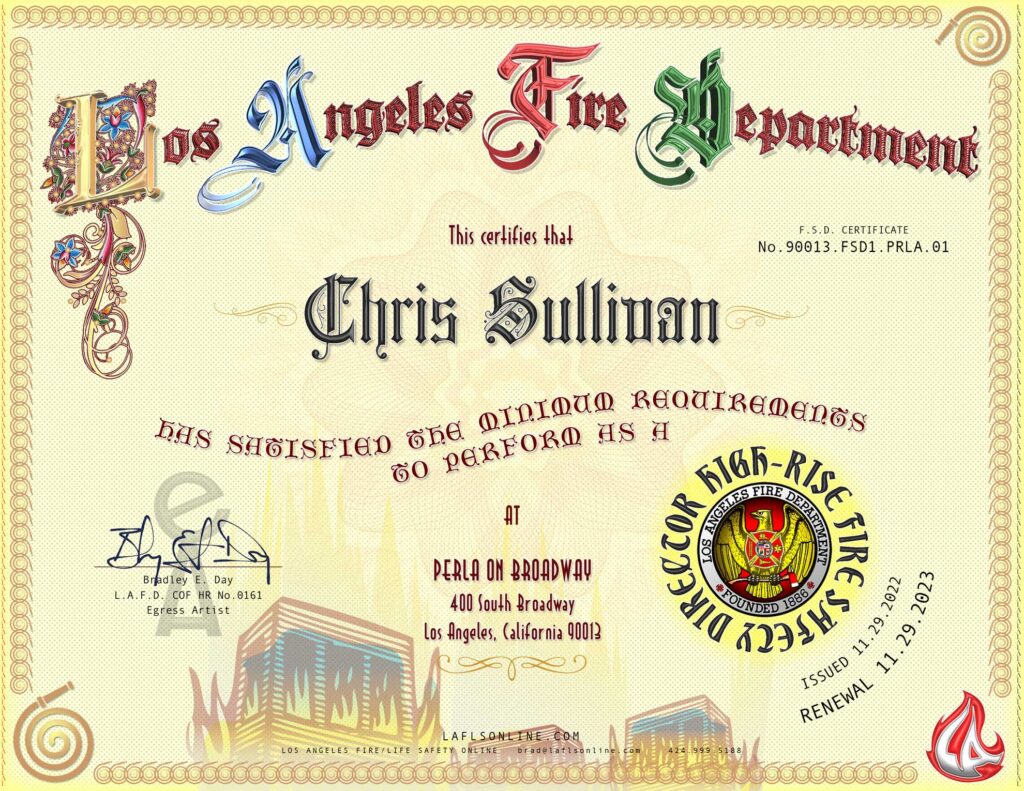 Los Angeles Fire Department
This certifies that
F.S.D. CERTIFICATE
No.90013.FSD1.PRLA.01
Chris Sullivan
HAS SATISFIED THE MINIMUM REQUIREMENTS
TO PERFORM AS A
HIGH-RISE FIRE SAFETY DIRECTOR
LOS ANGELES FIRE DEPARTMENT
FOUNDED 1886
AT
PERLA ON BROADWAY
400 South Broadway
Los Angeles, California 90013
eA
Bradley E. Day
L.A.F.D. COF HR No.0161
Egress Artist
ISSUED 11.29.2022
RENEWAL 11.29.2023
LAFLSONLINE.COM
LOS ANGELES FIRE/LIFE SAFETY ONLINE brad@laflsonline.com 424.999.5188
LA